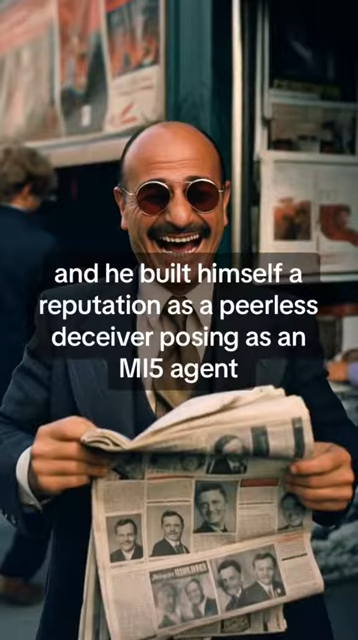 and he built himself a
reputation as a peerless
deceiver posing as an
MI5 agent